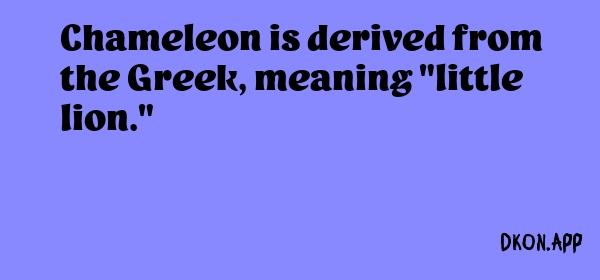 Chameleon is derived from
the Greek, meaning "little
lion."
DKON.APP